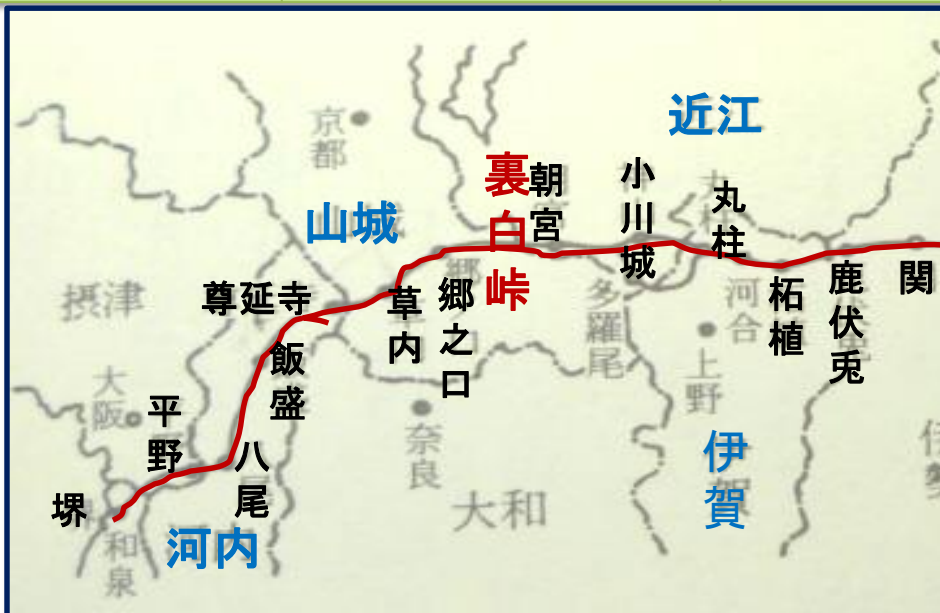 近江
京都
裏白峠
朝宮
小川城
丸柱
山城
摂津
尊延寺
草内
郷之口
多羅尾
河合
柘植
鹿伏兎
関
飯盛
大阪
平野
上野
奈良
八尾
伊賀
堺
大和
河内
和泉